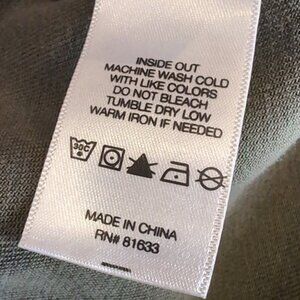 INSIDE OUT
MACHINE WASH COLD
WITH LIKE COLORS
DO NOT BLEACH
TUMBLE DRY LOW
WARM IRON IF NEEDED
30C
MADE IN CHINA
RN# 81633